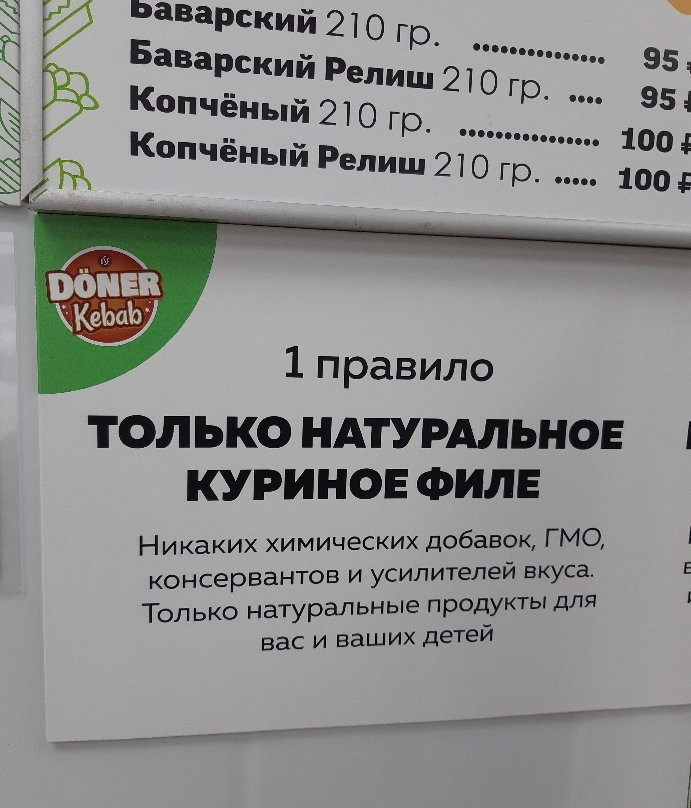 Баварский 210 гр. ............... 95
Баварский Релиш 210 гр. .... 95 ₽
Копчёный 210 гр. ................ 100 ₽
Копчёный Релиш 210 гр. ..... 100 ₽
DÖNER
Kebab
1 правило
ТОЛЬКО НАТУРАЛЬНОЕ
КУРИНОЕ ФИЛЕ
Никаких химических добавок, ГМО,
консервантов и усилителей вкуса.
Только натуральные продукты для
вас и ваших детей